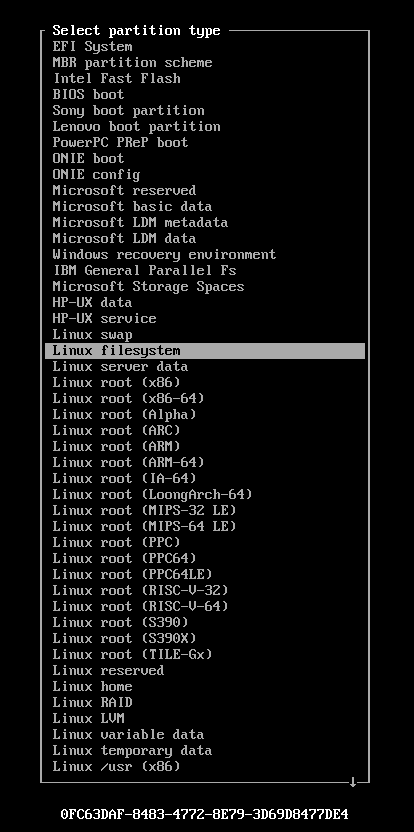 Select partition type
EFI System
MBR partition scheme
Intel Fast Flash
BIOS boot
Sony boot partition
Lenovo boot partition
PowerPC PReP boot
ONIE boot
ONIE config
Microsoft reserved
Microsoft basic data
Microsoft LDM metadata
Microsoft LDM data
Windows recovery environment
IBM General Parallel Fs
Microsoft Storage Spaces
HP-UX data
HP-UX service
Linux swap
Linux filesystem
Linux server data
Linux root (x86)
Linux root (x86-64)
Linux root (Alpha)
Linux root (ARC)
Linux root (ARM)
Linux root (ARM-64)
Linux root (IA-64)
Linux root (LoongArch-64)
Linux root (MIPS-32 LE)
Linux root (MIPS-64 LE)
Linux root (PPC)
Linux root (PPC64)
Linux root (PPC64LE)
Linux root (RISC-V-32)
Linux root (RISC-V-64)
Linux root (S390)
Linux root (S390X)
Linux root (TILE-Gx)
Linux reserved
Linux home
Linux RAID
Linux LVM
Linux variable data
Linux temporary data
Linux /usr (x86)
0FC63DAF-8483-4772-8E79-3D69D8477DE4